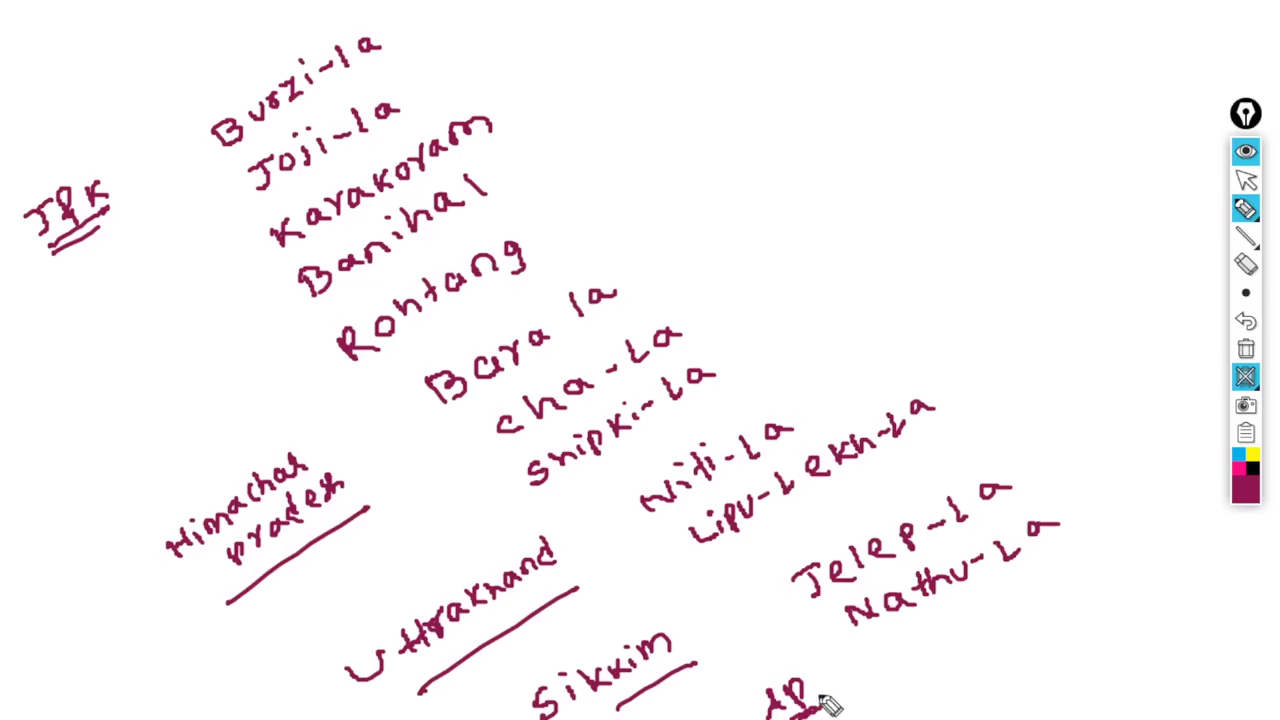 Burzi-la
Joji-la
Karakoram
J&K
Banihal
Rohtang
Bara la
cha-La
Shipki-La
Niti-La
Lipu-Lekh-La
Himachal
pradesh
Jelep-La
Nathu-La
Uttrakhand
Sikkim
AP